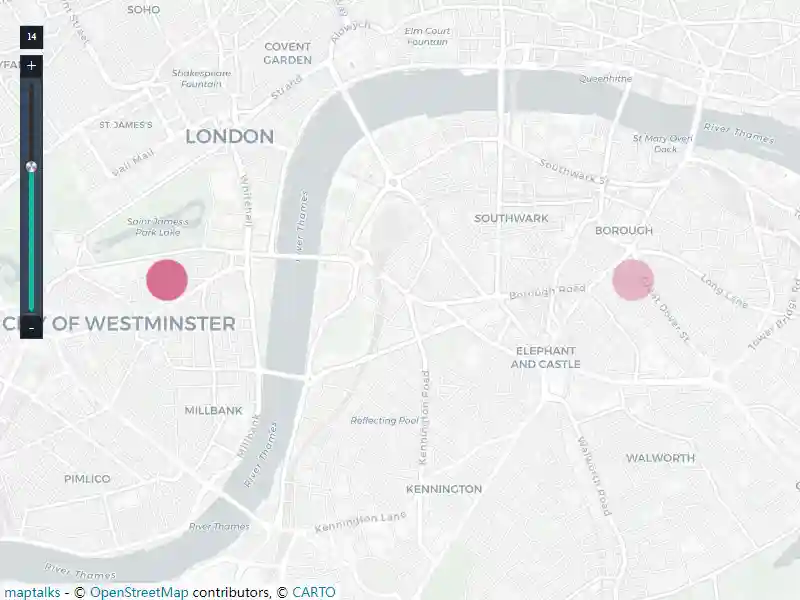 SOHO
14
Aldwych
Elm Court
Fountain
COVENT
GARDEN
+
Shakespeare
Fountain
Strand
Queenhithe
ST JAMES'S
LONDON
River Thames
St Mary Overi
Dock
Pall Mall
Southwark St
Whitehall
Saint James's
Park Lake
River Thames
SOUTHWARK
BOROUGH
Borough Road
Great Dover St
Long Lane
Tower Bridge Rd
CITY OF WESTMINSTER
-
ELEPHANT
AND CASTLE
MILLBANK
Millbank
Reflecting Pool
Kennington Road
River Thames
Walworth Road
WALWORTH
PIMLICO
KENNINGTON
River Thames
Kennington Lane
River Thames
maptalks - © OpenStreetMap contributors, © CARTO